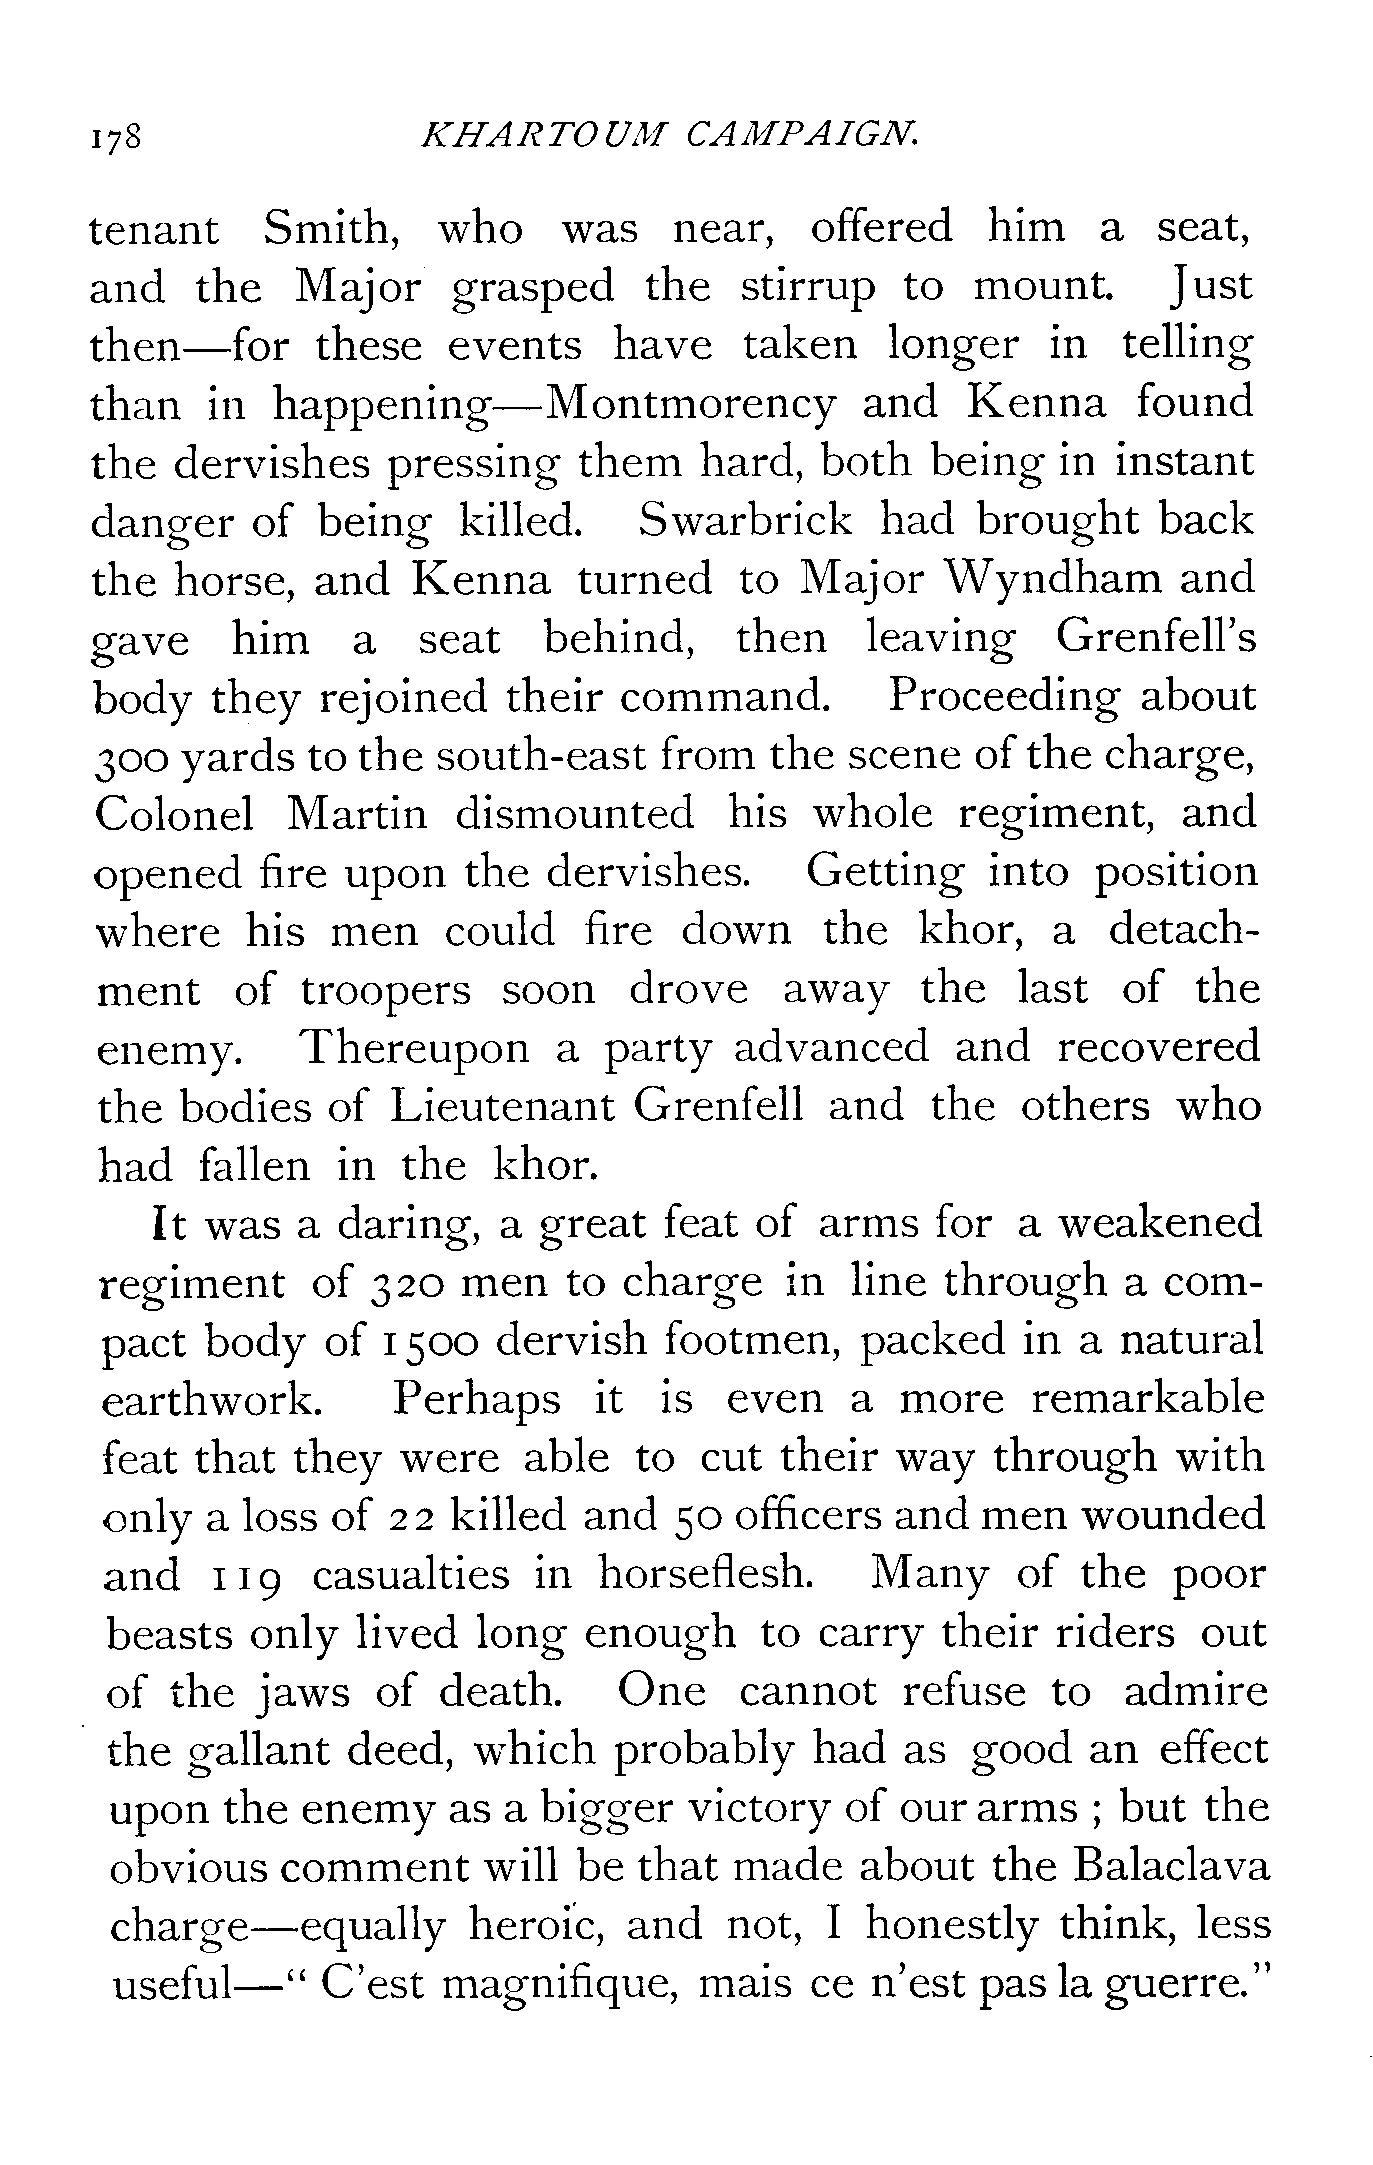 178 KHARTOUM CAMPAIGN.
tenant Smith, who was near, offered him a seat,
and the Major grasped the stirrup to mount. Just
then—for these events have taken longer in telling
than in happening—Montmorency and Kenna found
the dervishes pressing them hard, both being in instant
danger of being killed. Swarbrick had brought back
the horse, and Kenna turned to Major Wyndham and
gave him a seat behind, then leaving Grenfell's
body they rejoined their command. Proceeding about
300 yards to the south-east from the scene of the charge,
Colonel Martin dismounted his whole regiment, and
opened fire upon the dervishes. Getting into position
where his men could fire down the khor, a detach-
ment of troopers soon drove away the last of the
enemy. Thereupon a party advanced and recovered
the bodies of Lieutenant Grenfell and the others who
had fallen in the khor.
It was a daring, a great feat of arms for a weakened
regiment of 320 men to charge in line through a com-
pact body of 1500 dervish footmen, packed in a natural
earthwork. Perhaps it is even a more remarkable
feat that they were able to cut their way through with
only a loss of 22 killed and 50 officers and men wounded
and 119 casualties in horseflesh. Many of the poor
beasts only lived long enough to carry their riders out
of the jaws of death. One cannot refuse to admire
the gallant deed, which probably had as good an effect
upon the enemy as a bigger victory of our arms ; but the
obvious comment will be that made about the Balaclava
charge—equally heroic, and not, I honestly think, less
useful—" C'est magnifique, mais ce n'est pas la guerre."